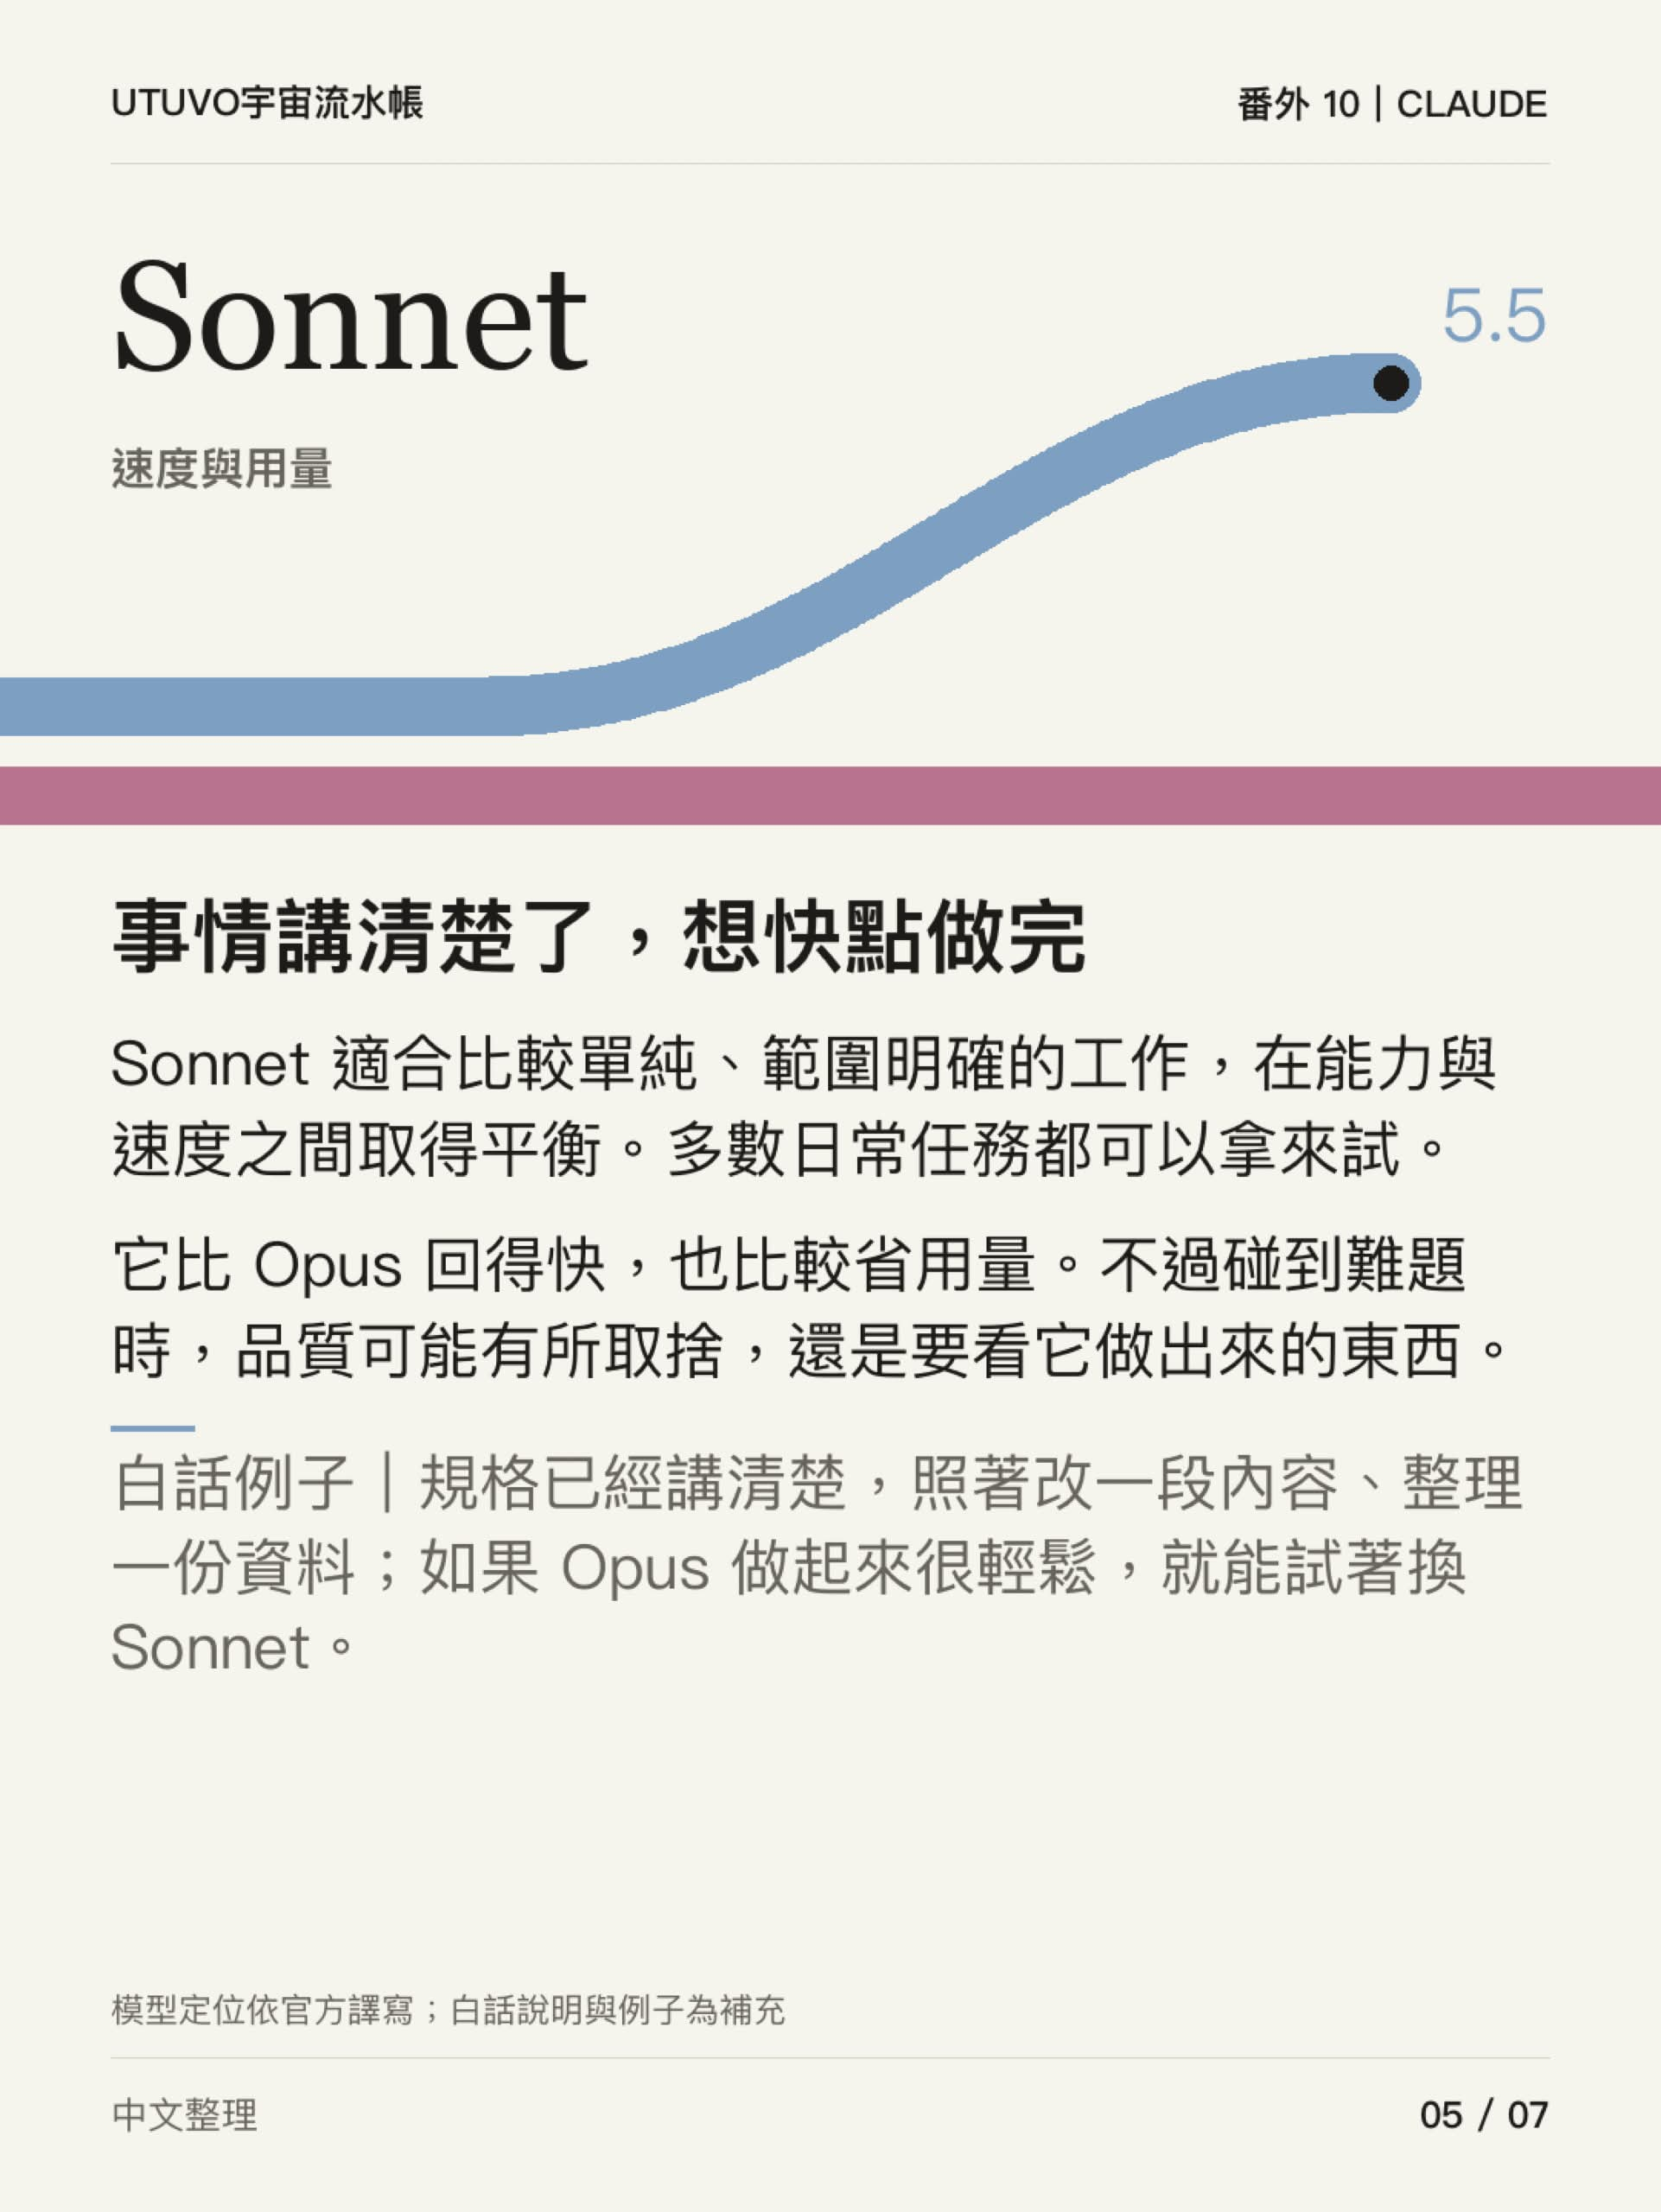 UTUVO宇宙流水帳
番外 10｜CLAUDE
Sonnet
5.5
速度與用量
事情講清楚了，想快點做完
Sonnet 適合比較單純、範圍明確的工作，在能力與
速度之間取得平衡。多數日常任務都可以拿來試。
它比 Opus 回得快，也比較省用量。不過碰到難題
時，品質可能有所取捨，還是要看它做出來的東西。
白話例子｜規格已經講清楚，照著改一段內容、整理
一份資料；如果 Opus 做起來很輕鬆，就能試著換
Sonnet。
模型定位依官方譯寫；白話說明與例子為補充
中文整理
05 / 07